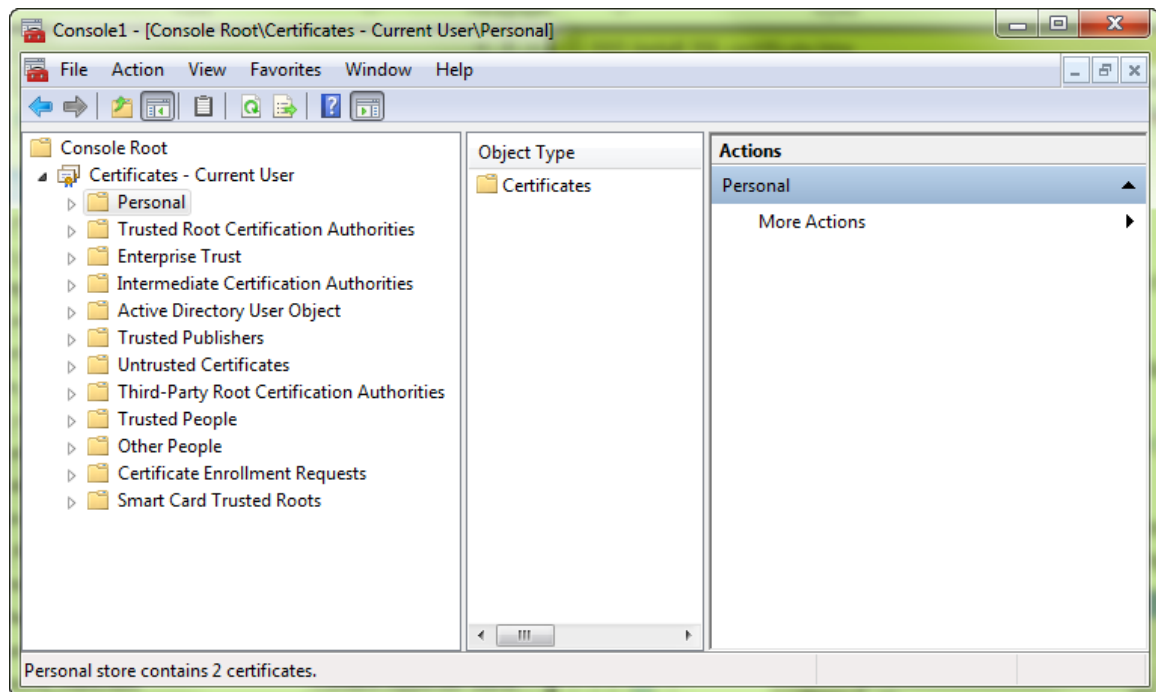 Console1 - [Console Root\Certificates - Current User\Personal]
File Action View Favorites Window Help
Console Root
Certificates - Current User
Personal
Trusted Root Certification Authorities
Enterprise Trust
Intermediate Certification Authorities
Active Directory User Object
Trusted Publishers
Untrusted Certificates
Third-Party Root Certification Authorities
Trusted People
Other People
Certificate Enrollment Requests
Smart Card Trusted Roots
Object Type
Certificates
Actions
Personal
More Actions
Personal store contains 2 certificates.